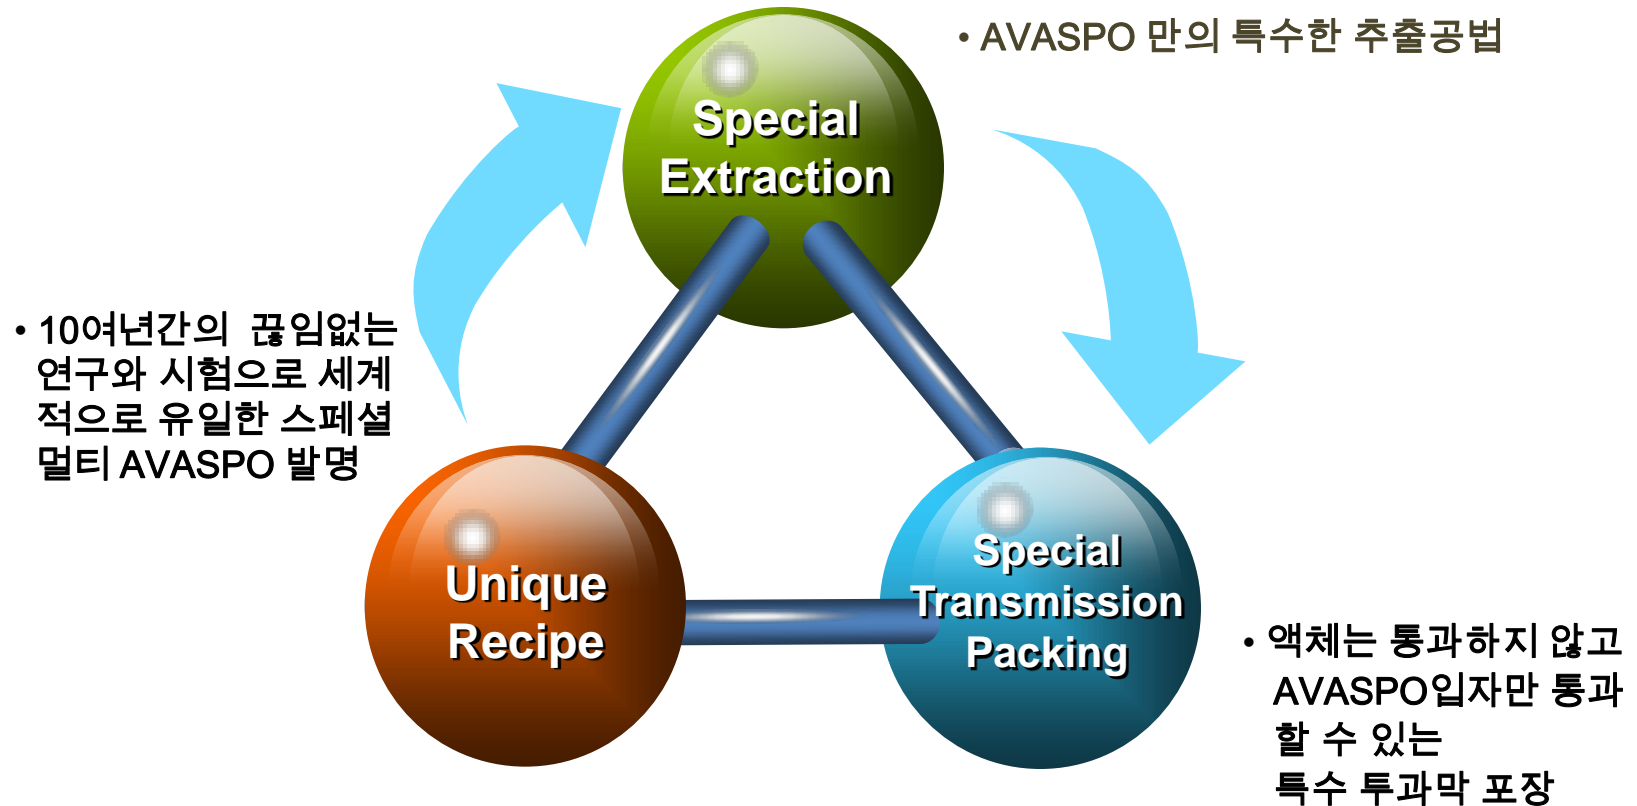 • AVASPO 만의 특수한 추출공법
Special
Extraction
• 10여년간의 끊임없는
연구와 시험으로 세계
적으로 유일한 스페셜
멀티 AVASPO 발명
Unique
Recipe
Special
Transmission
Packing
• 액체는 통과하지 않고
AVASPO입자만 통과
할 수 있는
특수 투과막 포장